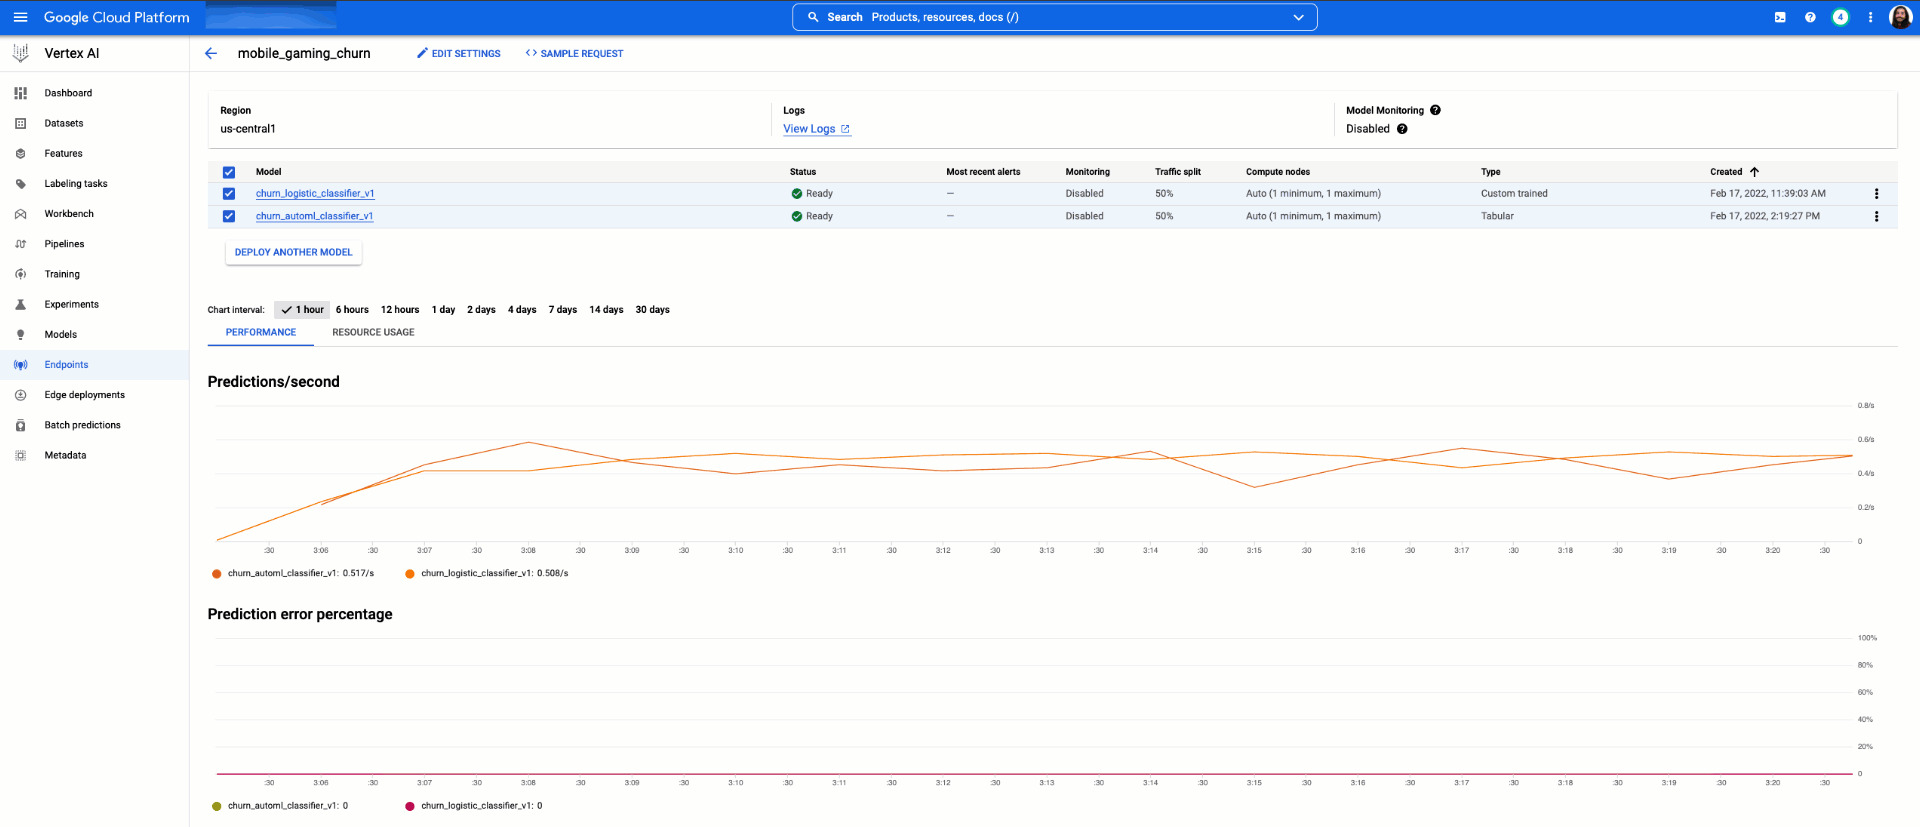 Google Cloud Platform
Search Products, resources, docs (/)
4
Vertex AI
mobile_gaming_churn
EDIT SETTINGS
SAMPLE REQUEST
Dashboard
Datasets
Features
Labeling tasks
Workbench
Pipelines
Training
Experiments
Models
Endpoints
Edge deployments
Batch predictions
Metadata
Region
us-central1
Logs
View Logs
Model Monitoring
Disabled
Model Status Most recent alerts Monitoring Traffic split Compute nodes Type Created
churn_logistic_classifier_v1 Ready — Disabled 50% Auto (1 minimum, 1 maximum) Custom trained Feb 17, 2022, 11:39:03 AM
churn_automl_classifier_v1 Ready — Disabled 50% Auto (1 minimum, 1 maximum) Tabular Feb 17, 2022, 2:19:27 PM
DEPLOY ANOTHER MODEL
Chart interval: 1 hour 6 hours 12 hours 1 day 2 days 4 days 7 days 14 days 30 days
PERFORMANCE RESOURCE USAGE
Predictions/second
0.8/s
0.6/s
0.4/s
0.2/s
0
:30 3:06 :30 3:07 :30 3:08 :30 3:09 :30 3:10 :30 3:11 :30 3:12 :30 3:13 :30 3:14 :30 3:15 :30 3:16 :30 3:17 :30 3:18 :30 3:19 :30 3:20 :30
churn_automl_classifier_v1: 0.517/s churn_logistic_classifier_v1: 0.508/s
Prediction error percentage
100%
80%
60%
40%
20%
0
:30 3:06 :30 3:07 :30 3:08 :30 3:09 :30 3:10 :30 3:11 :30 3:12 :30 3:13 :30 3:14 :30 3:15 :30 3:16 :30 3:17 :30 3:18 :30 3:19 :30 3:20 :30
churn_automl_classifier_v1: 0 churn_logistic_classifier_v1: 0